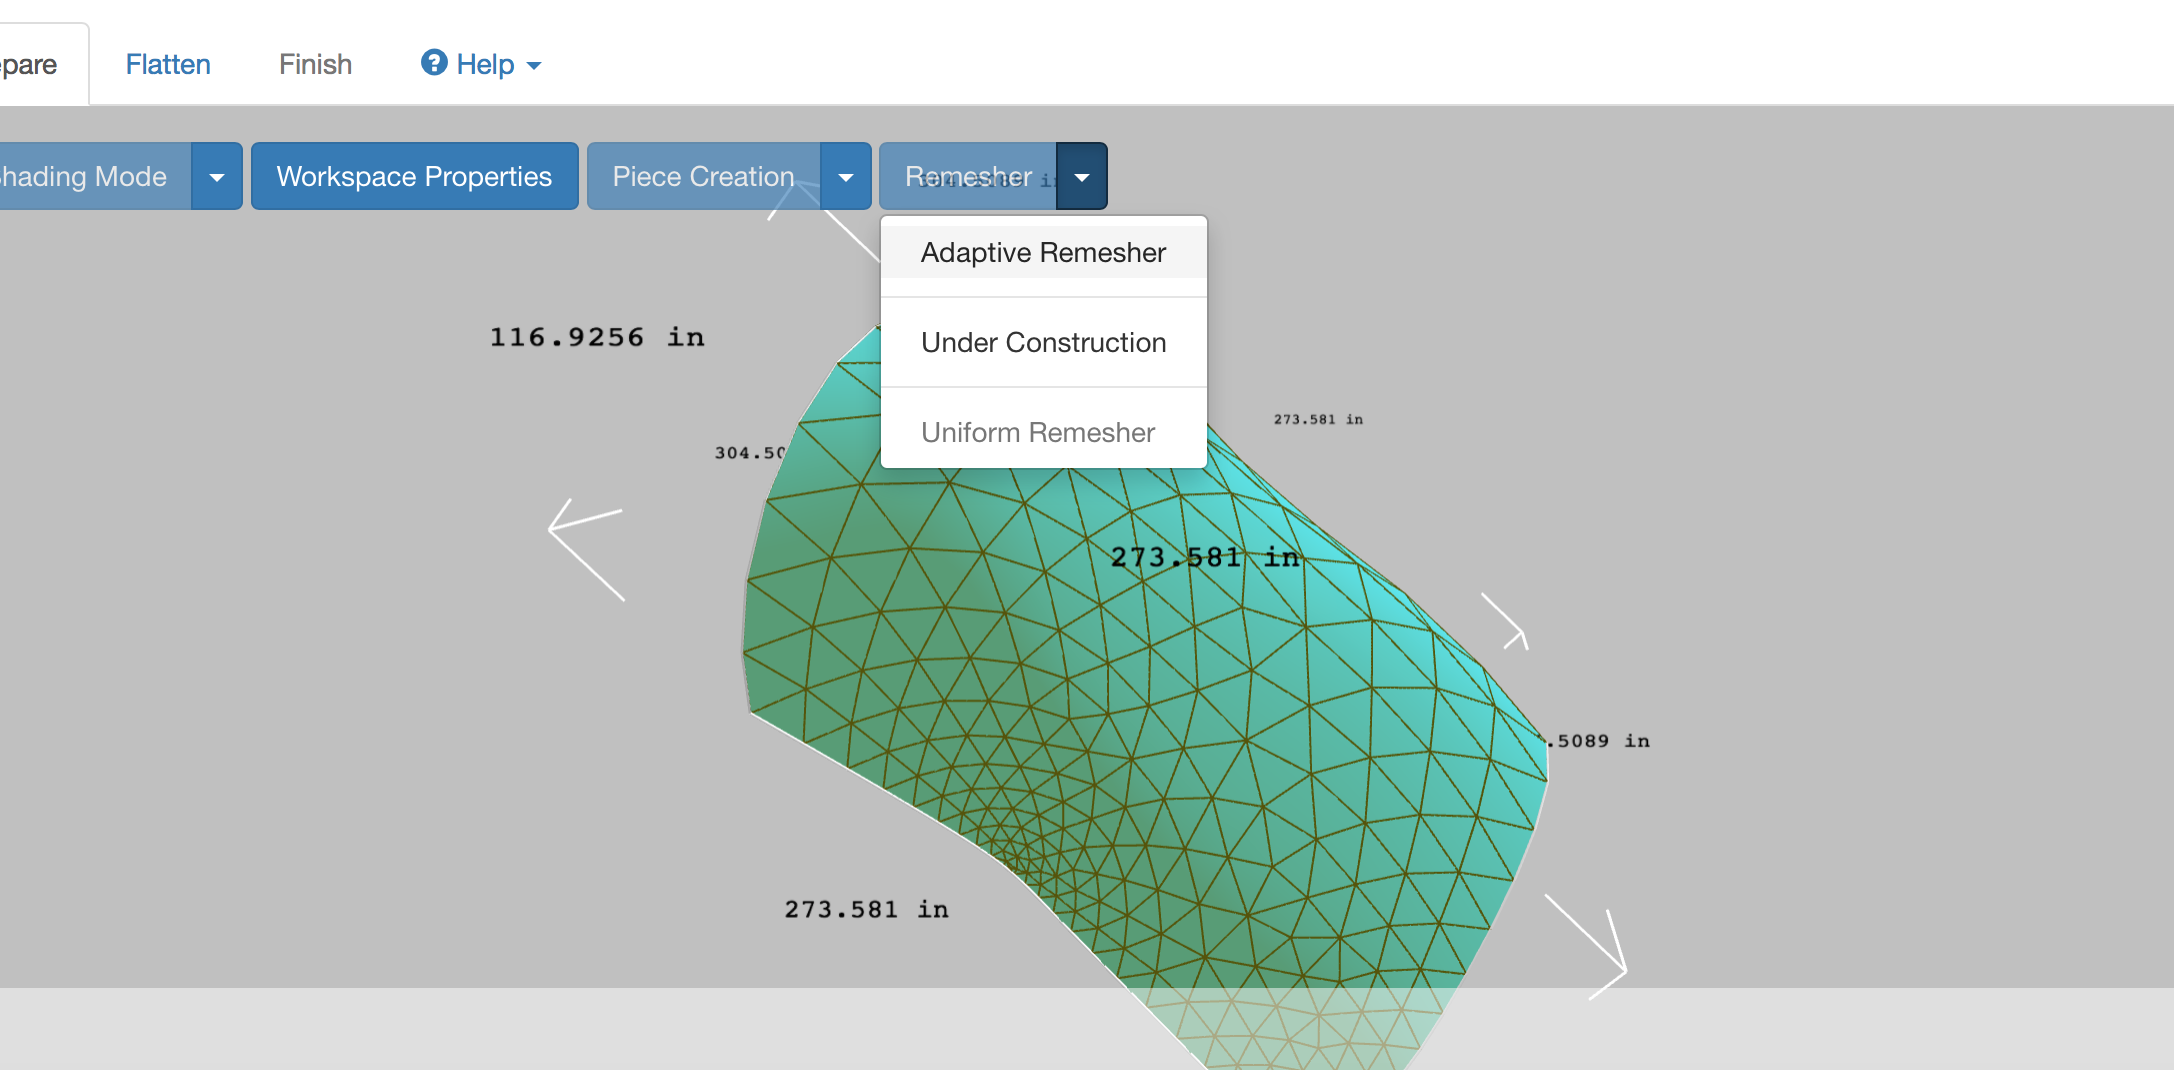 epare Flatten Finish Help
hading Mode Workspace Properties Piece Creation Remesher
Adaptive Remesher
116.9256 in
Under Construction
273.581 in
Uniform Remesher
304.50
273.581 in
.5089 in
273.581 in